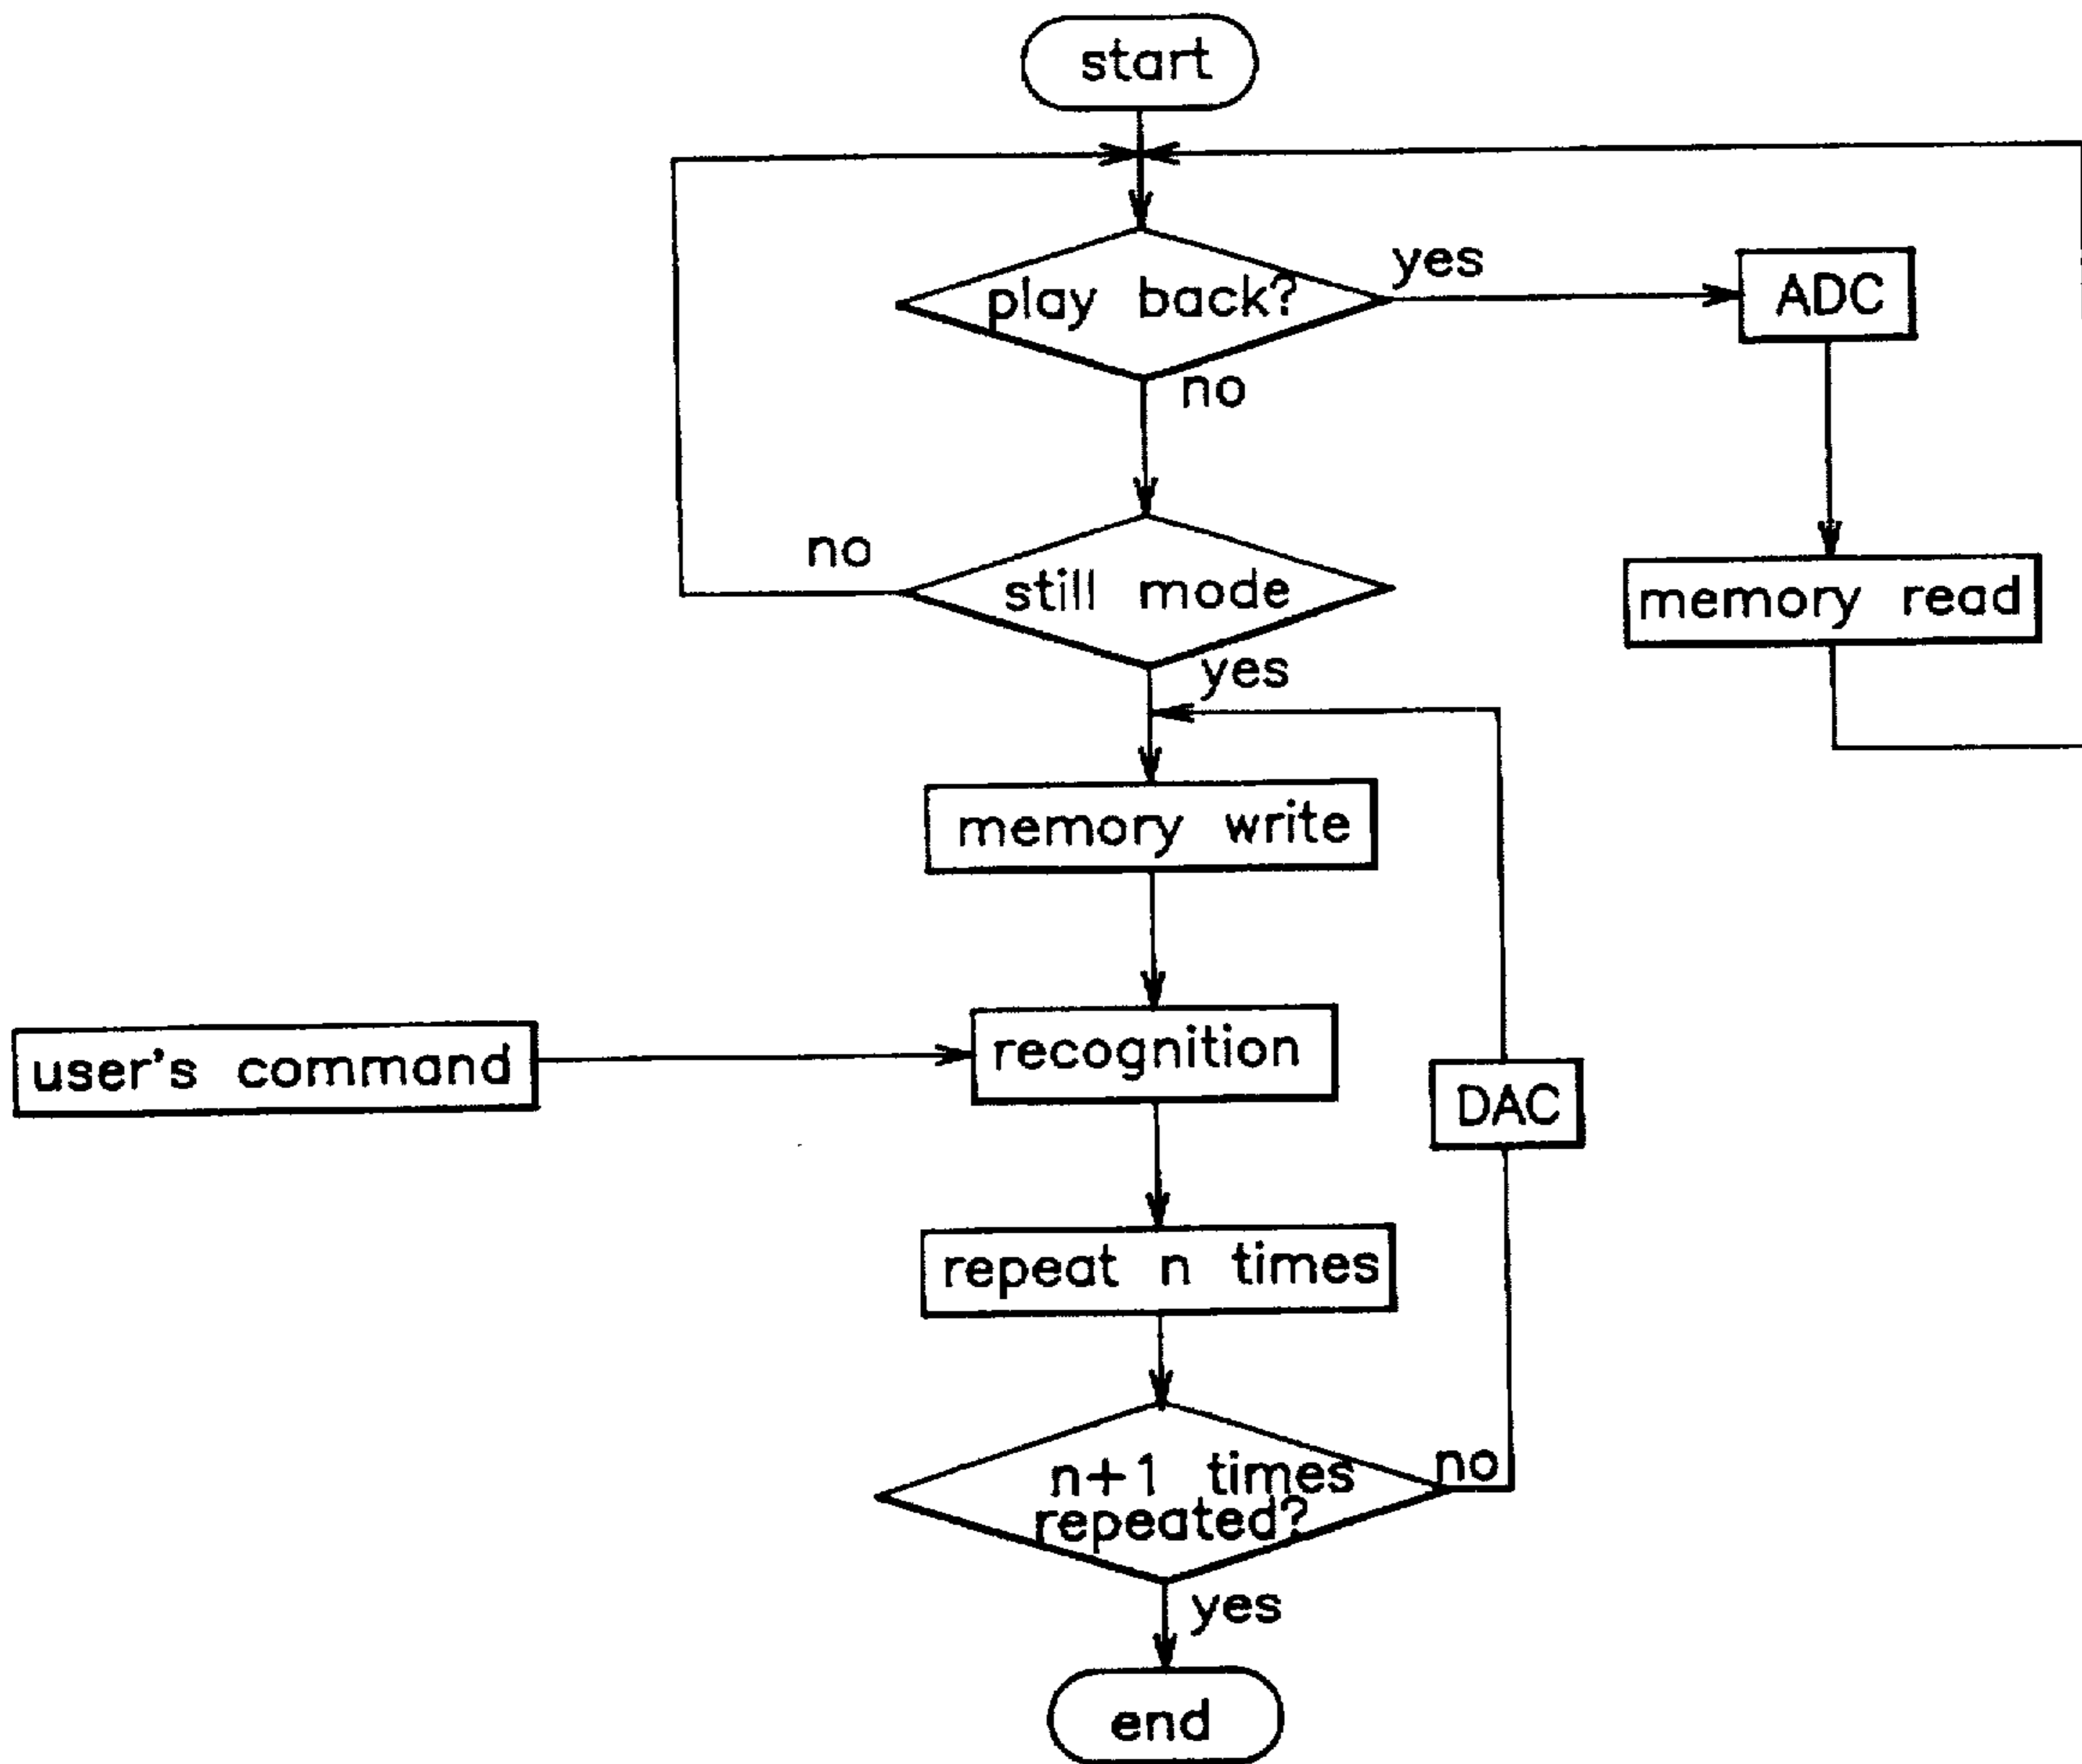 start
play back?
yes
ADC
no
no
still mode
memory read
yes
memory write
user's command
recognition
DAC
repeat n times
n+1 times
repeated?
no
yes
end